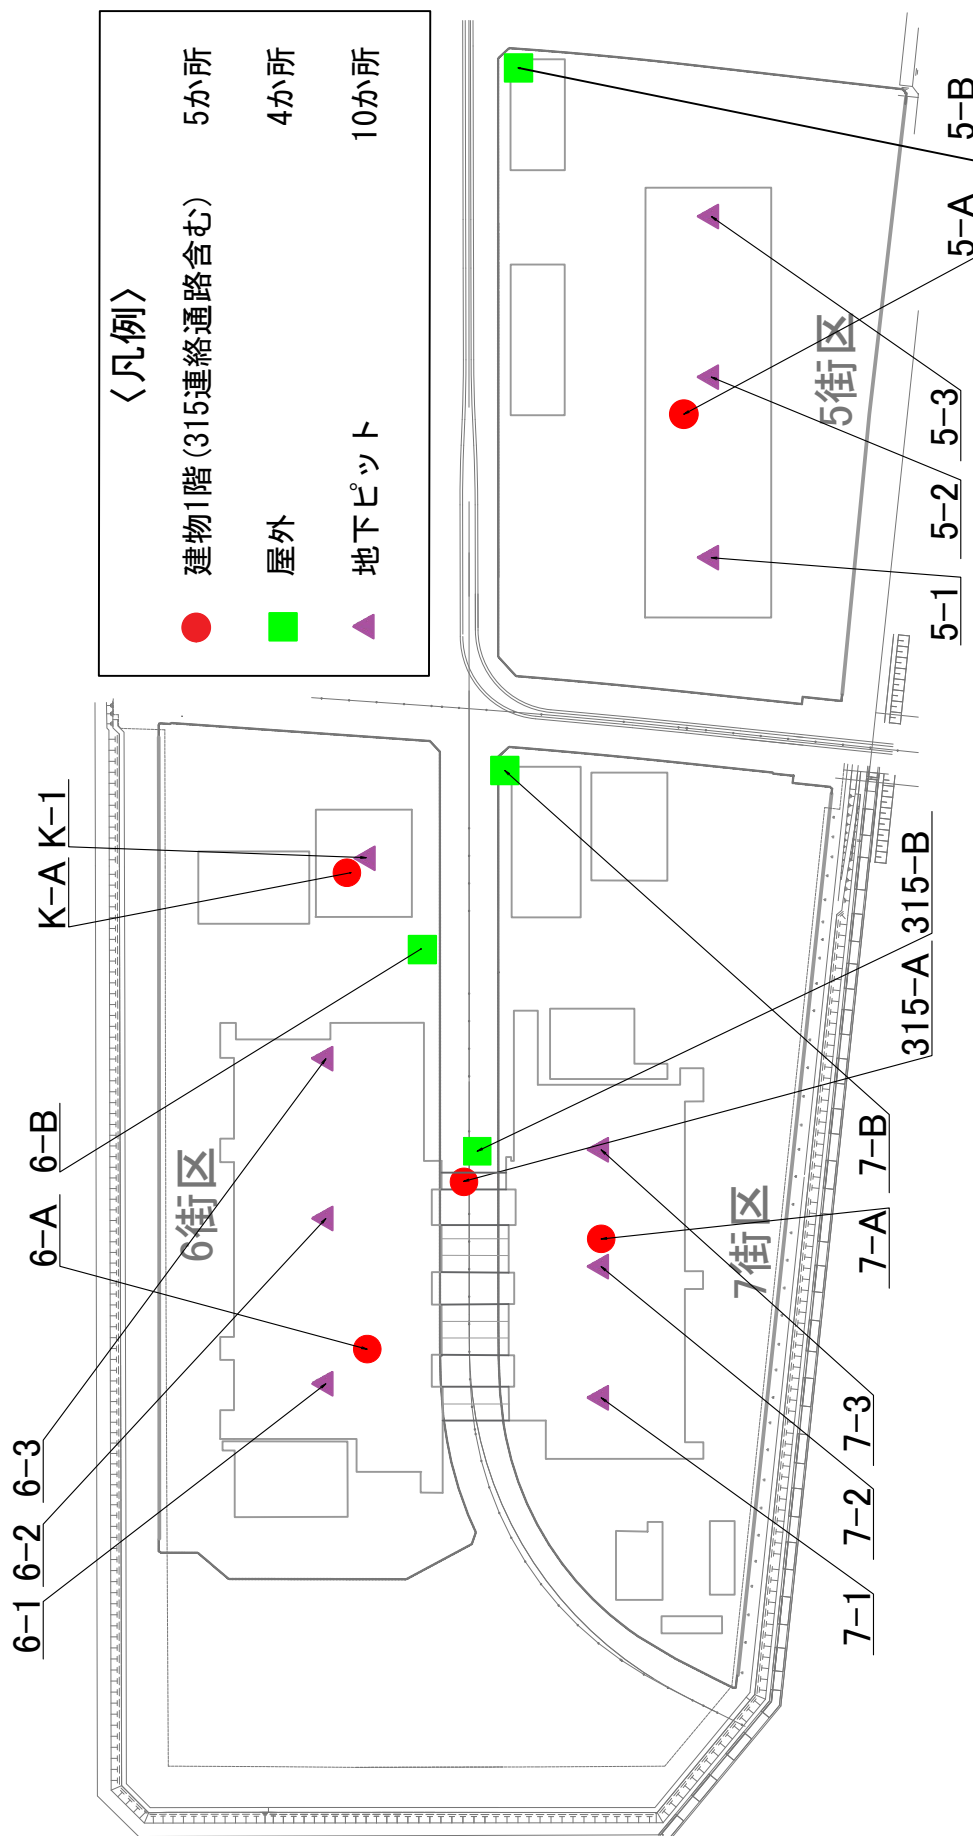 〈凡例〉
建物1階(315連絡通路含む) 5か所
屋外 4か所
地下ピット 10か所
6-1
6-2
6-3
6-A
6-B
K-A
K-1
6街区
7街区
5街区
7-1
7-2
7-3
7-A
7-B
315-A
315-B
5-1
5-2
5-3
5-A
5-B